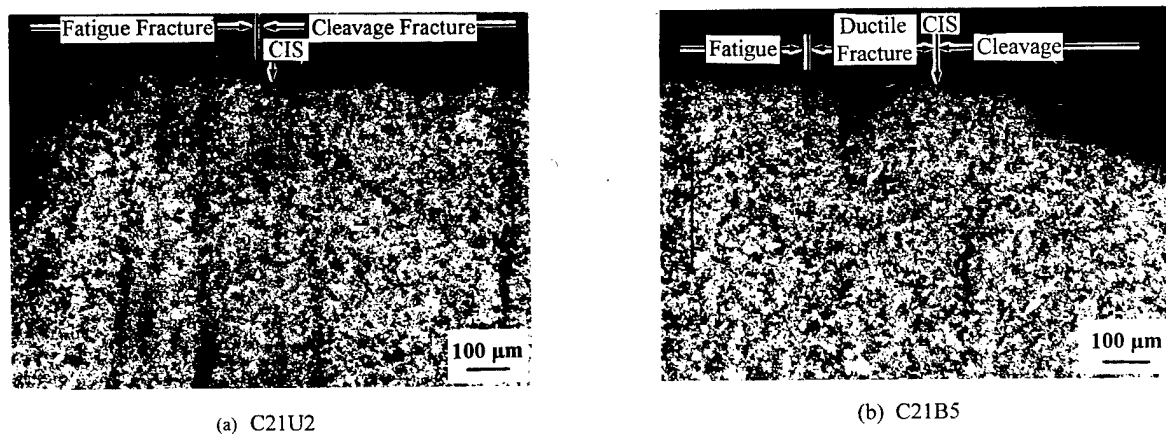 Fatigue Fracture Cleavage Fracture
CIS
100 µm
(a) C21U2
Ductile CIS
Fatigue Fracture Cleavage
100 µm
(b) C21B5